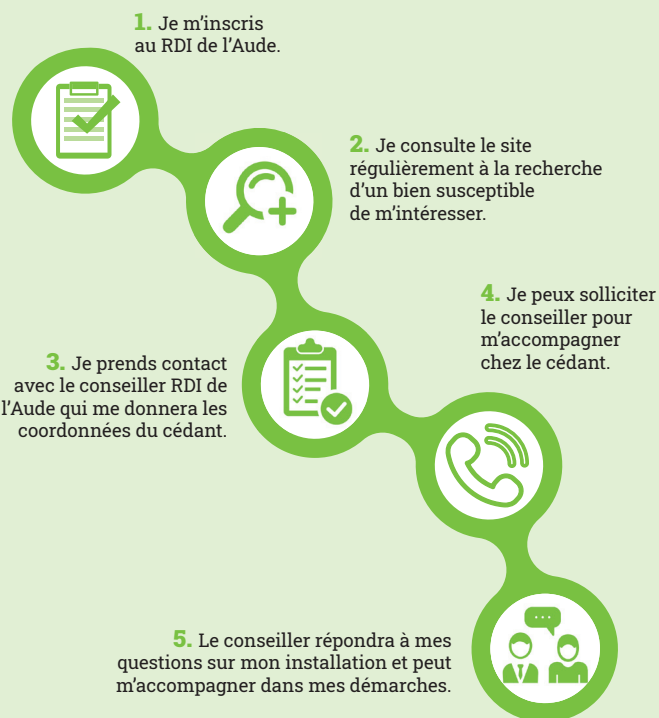 1. Je m'inscris
au RDI de l'Aude.
2. Je consulte le site
régulièrement à la recherche
d'un bien susceptible
de m'intéresser.
3. Je prends contact
avec le conseiller RDI de
l'Aude qui me donnera les
coordonnées du cédant.
4. Je peux solliciter
le conseiller pour
m'accompagner
chez le cédant.
5. Le conseiller répondra à mes
questions sur mon installation et peut
m'accompagner dans mes démarches.